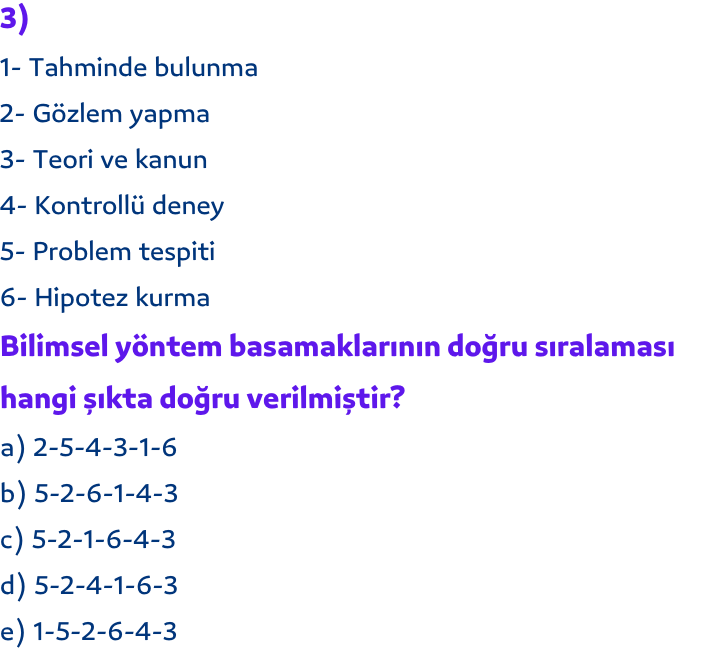 3)
1- Tahminde bulunma
2- Gözlem yapma
3- Teori ve kanun
4- Kontrollü deney
5- Problem tespiti
6- Hipotez kurma
Bilimsel yöntem basamaklarının doğru sıralaması
hangi şıkta doğru verilmiştir?
a) 2-5-4-3-1-6
b) 5-2-6-1-4-3
c) 5-2-1-6-4-3
d) 5-2-4-1-6-3
e) 1-5-2-6-4-3